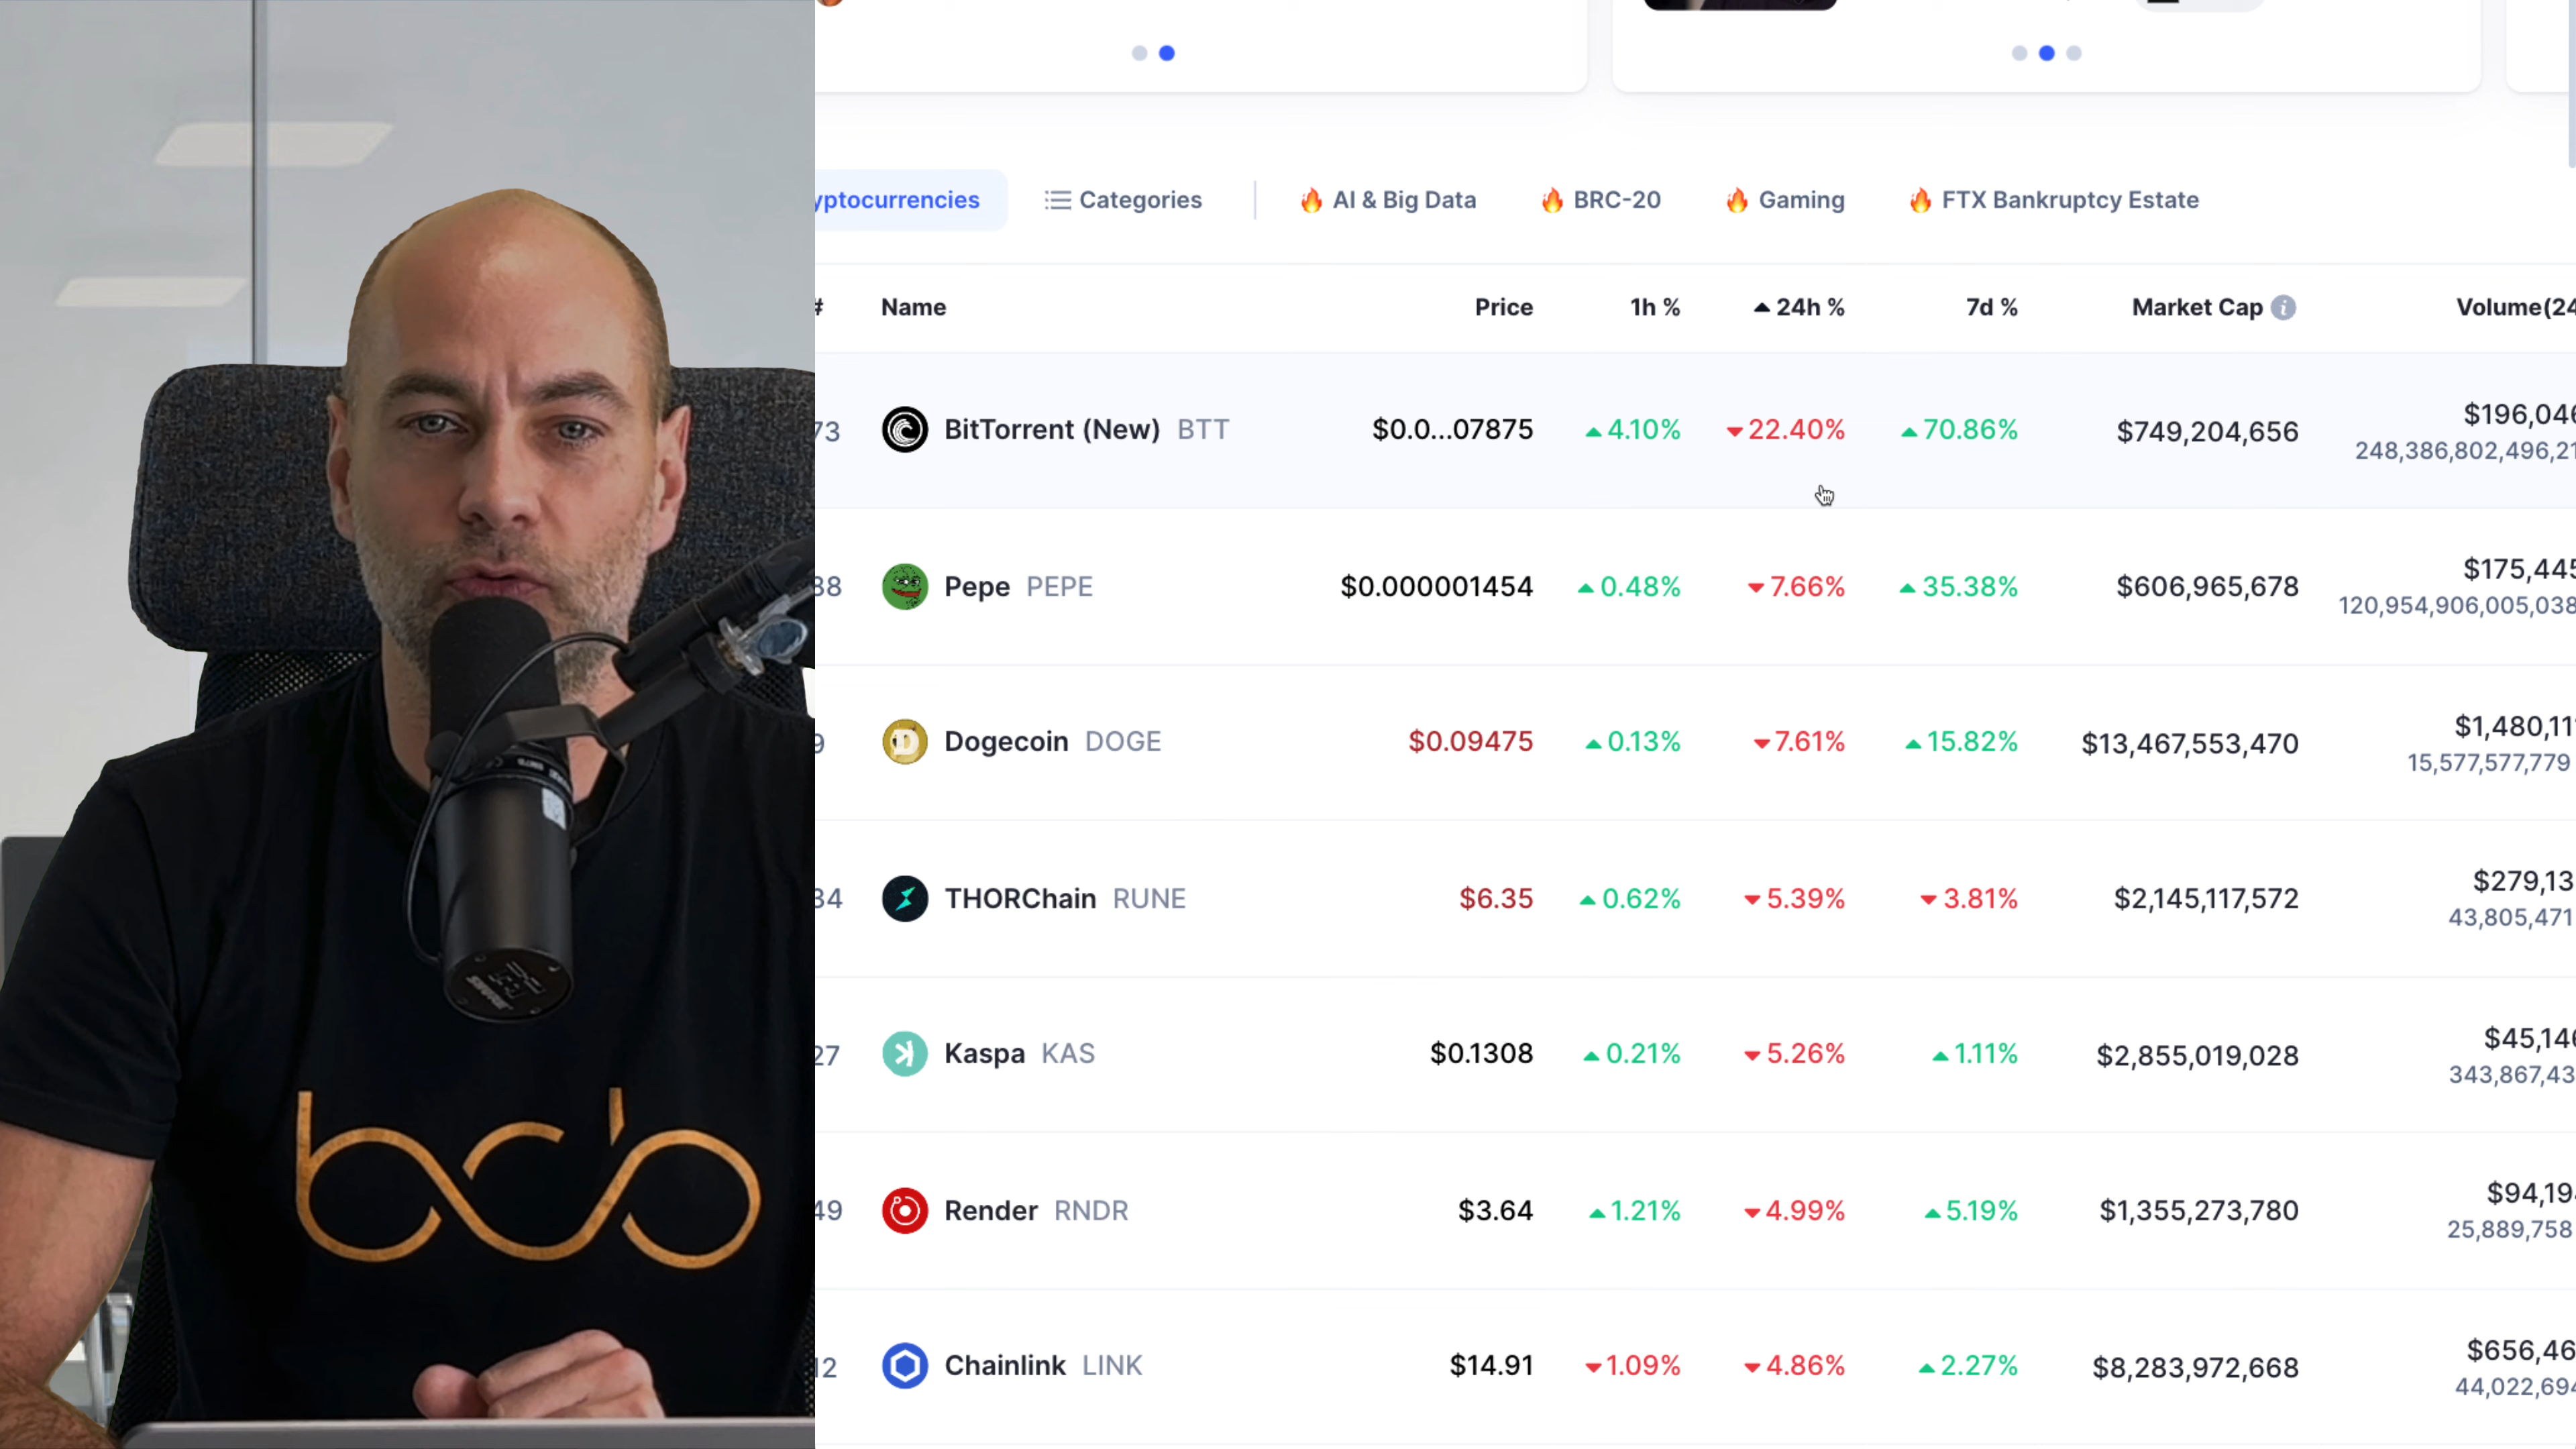 yptocurrencies Categories AI & Big Data BRC-20 Gaming FTX Bankruptcy Estate
# Name Price 1h % 24h % 7d % Market Cap Volume(24
73 BitTorrent (New) BTT $0.0...07875 4.10% 22.40% 70.86% $749,204,656 $196,046
248,386,802,496,21
38 Pepe PEPE $0.000001454 0.48% 7.66% 35.38% $606,965,678 $175,445
120,954,906,005,038
9 Dogecoin DOGE $0.09475 0.13% 7.61% 15.82% $13,467,553,470 $1,480,11
15,577,577,779
34 THORChain RUNE $6.35 0.62% 5.39% 3.81% $2,145,117,572 $279,13
43,805,471
27 Kaspa KAS $0.1308 0.21% 5.26% 1.11% $2,855,019,028 $45,146
343,867,43
49 Render RNDR $3.64 1.21% 4.99% 5.19% $1,355,273,780 $94,19
25,889,758
12 Chainlink LINK $14.91 1.09% 4.86% 2.27% $8,283,972,668 $656,46
44,022,694
bcb